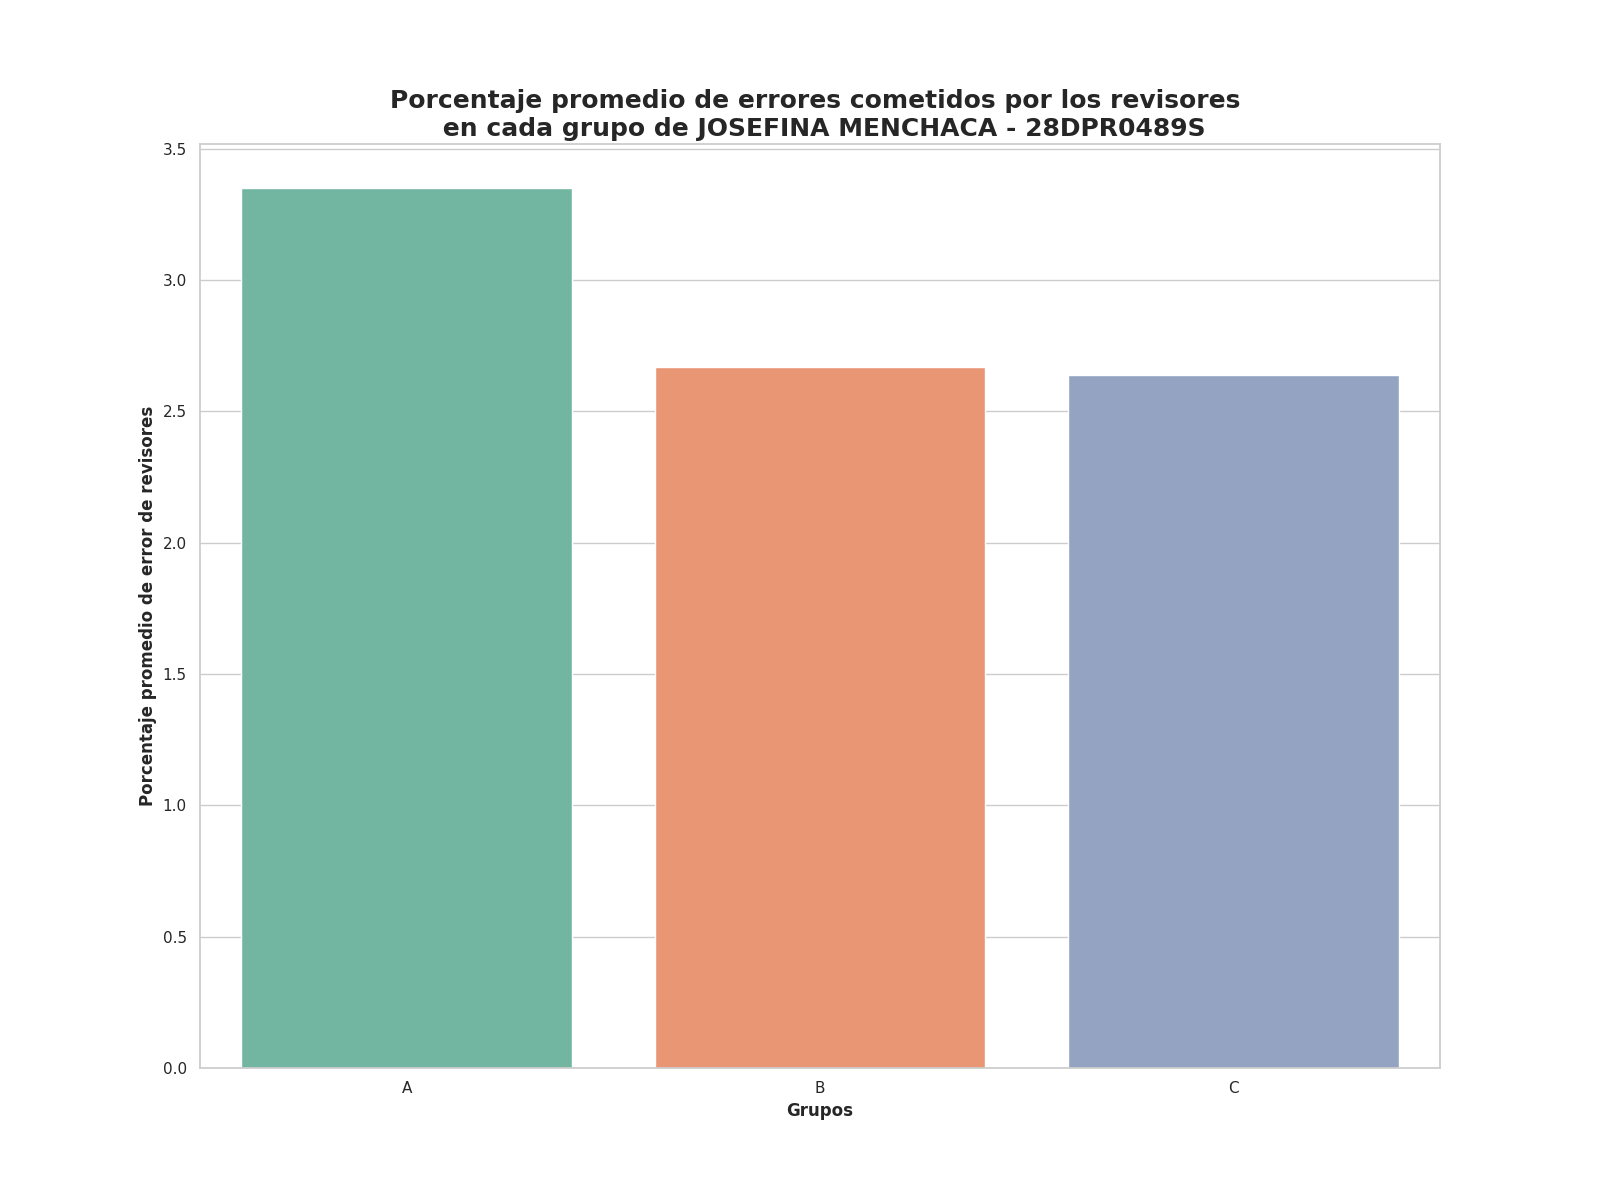 Porcentaje promedio de errores cometidos por los revisores
en cada grupo de JOSEFINA MENCHACA - 28DPR0489S
3.5
3.0
2.5
2.0
1.5
1.0
0.5
0.0
Porcentaje promedio de error de revisores
A
B
C
Grupos